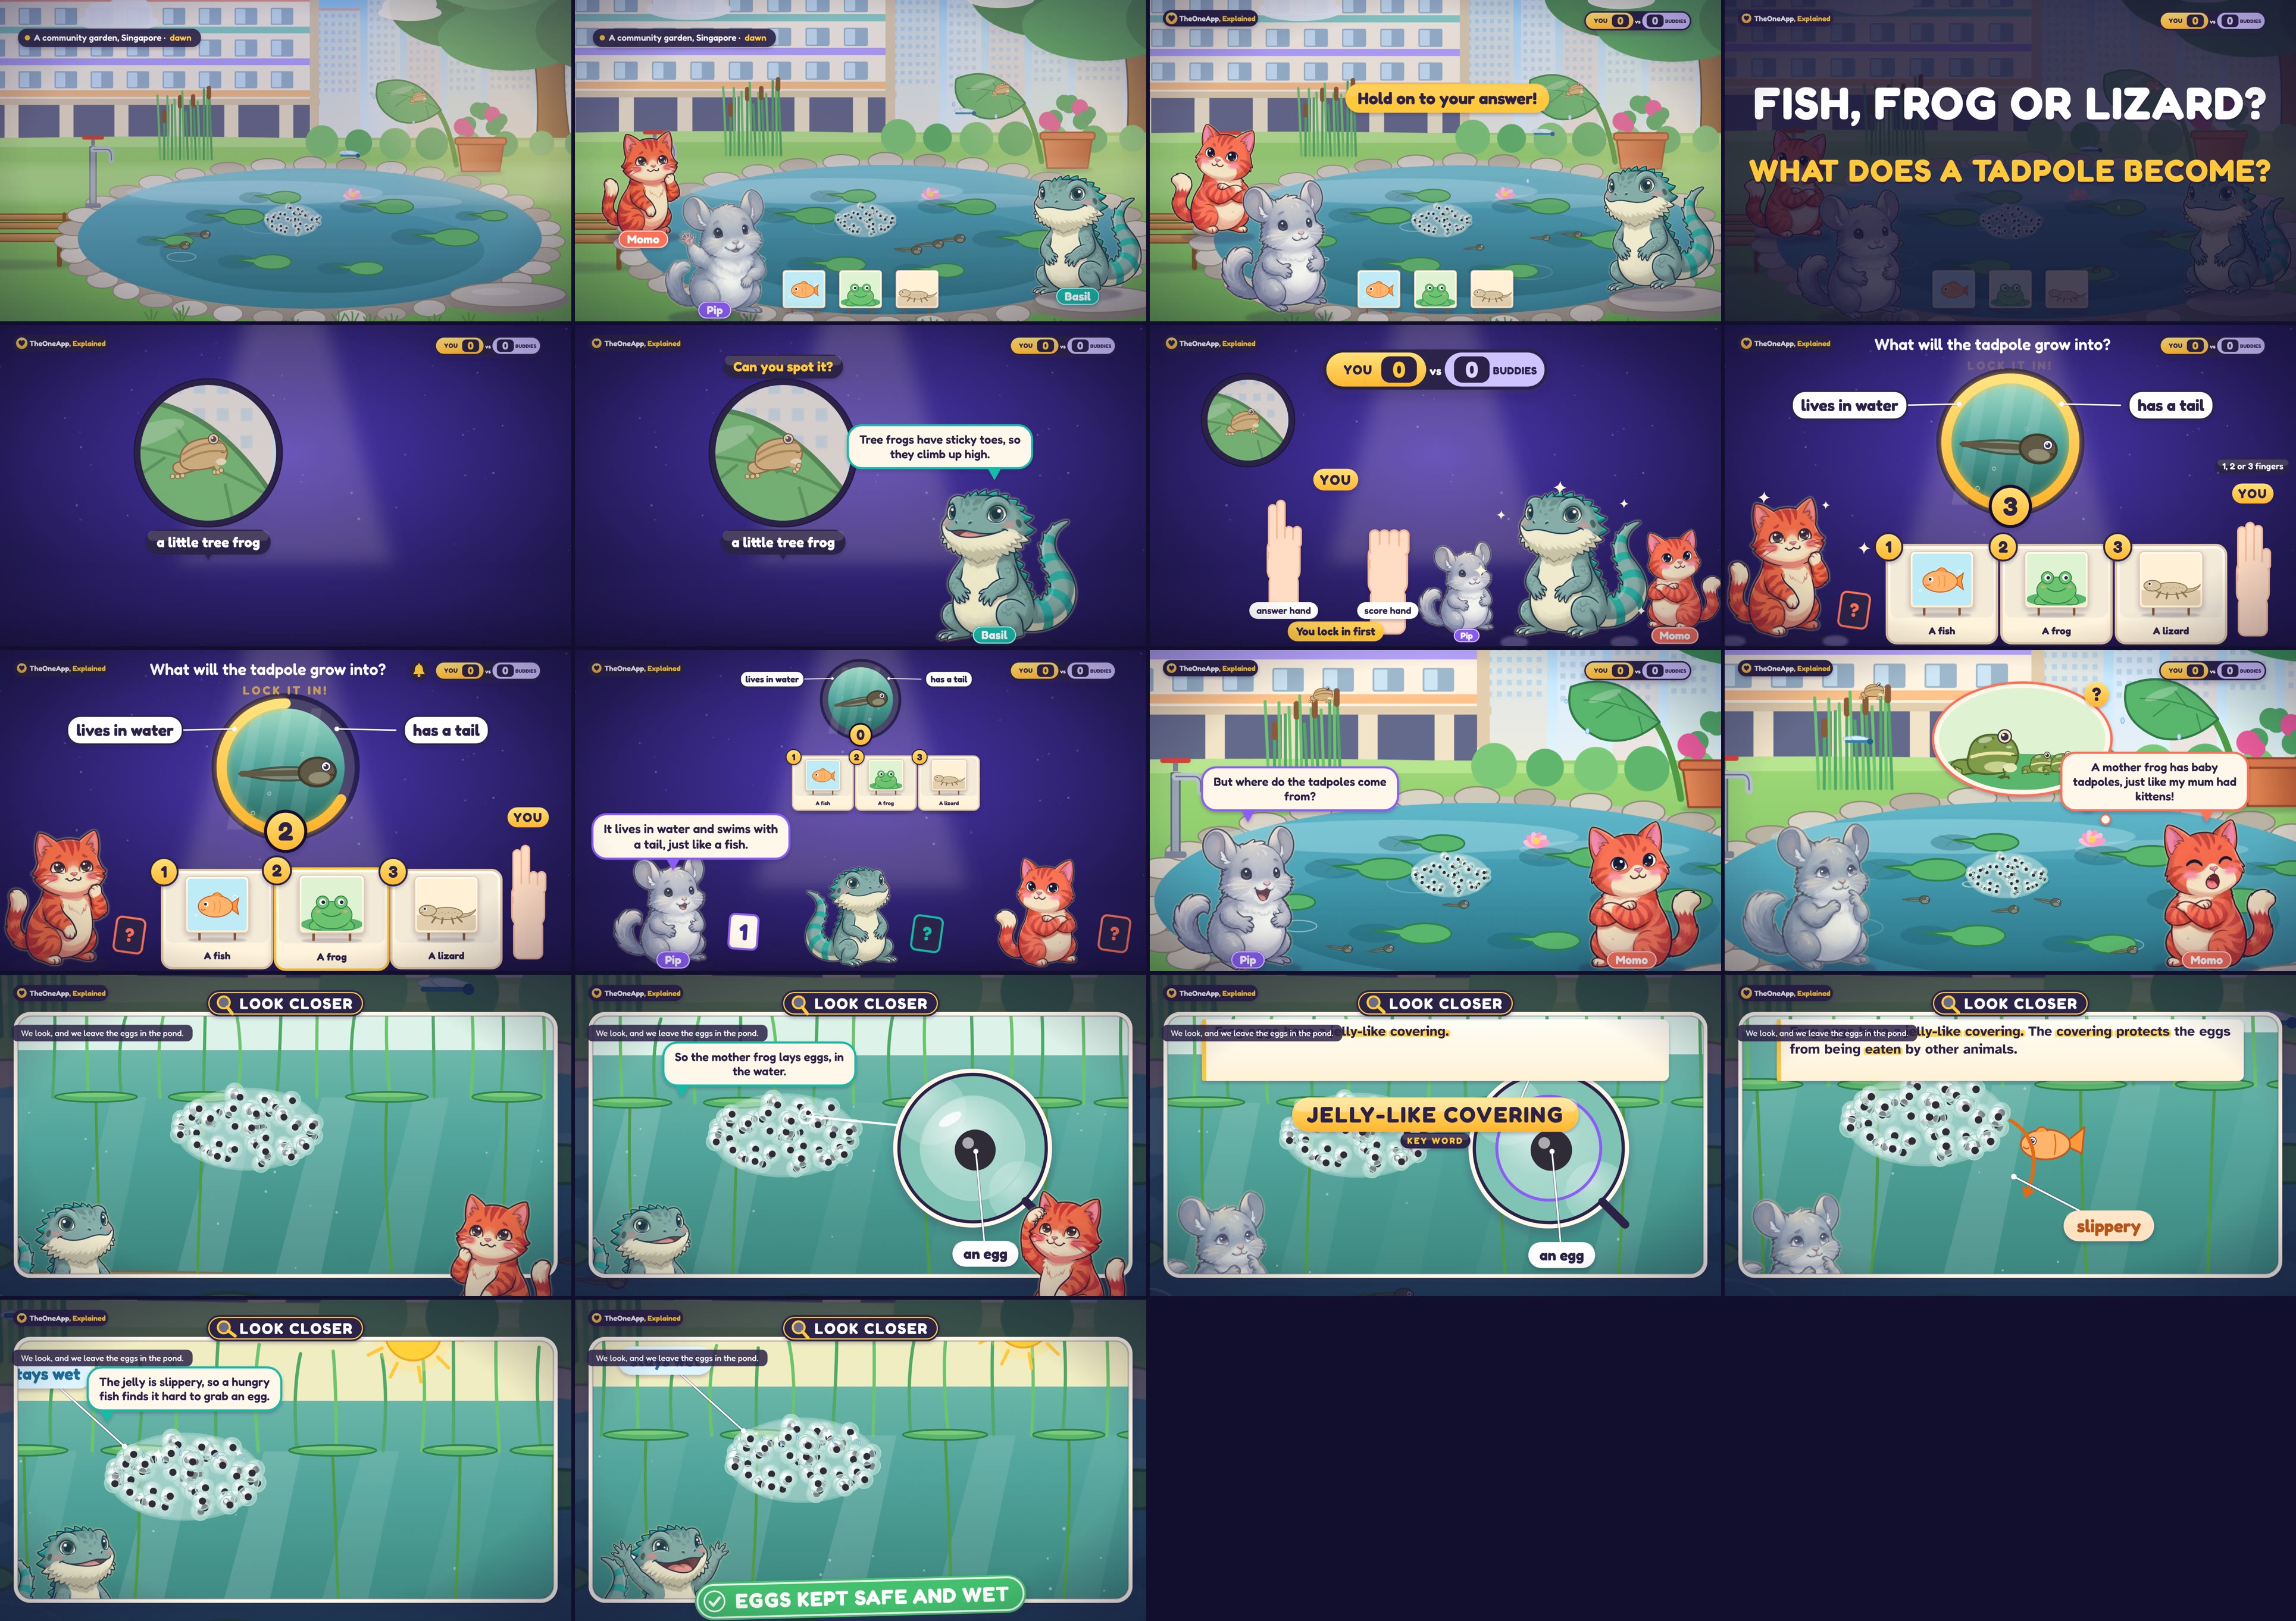 A community garden, Singapore · dawn
A community garden, Singapore · dawn
Momo
Pip
Basil
TheOneApp, Explained
YOU 0 vs 0 BUDDIES
Hold on to your answer!
TheOneApp, Explained
YOU 0 vs 0 BUDDIES
FISH, FROG OR LIZARD?
WHAT DOES A TADPOLE BECOME?
TheOneApp, Explained
YOU 0 vs 0 BUDDIES
a little tree frog
TheOneApp, Explained
YOU 0 vs 0 BUDDIES
Can you spot it?
Tree frogs have sticky toes, so
they climb up high.
a little tree frog
Basil
TheOneApp, Explained
YOU 0 vs 0 BUDDIES
YOU
answer hand
score hand
You lock in first
Pip
Momo
TheOneApp, Explained
What will the tadpole grow into?
YOU 0 vs 0 BUDDIES
LOCK IT IN!
lives in water
has a tail
1, 2 or 3 fingers
YOU
3
1
2
3
?
A fish
A frog
A lizard
TheOneApp, Explained
What will the tadpole grow into?
YOU 0 vs 0 BUDDIES
LOCK IT IN!
lives in water
has a tail
YOU
2
1
2
3
?
A fish
A frog
A lizard
TheOneApp, Explained
YOU 0 vs 0 BUDDIES
lives in water
has a tail
0
1
2
3
A fish
A frog
A lizard
It lives in water and swims with
a tail, just like a fish.
1
?
?
Pip
TheOneApp, Explained
YOU 0 vs 0 BUDDIES
But where do the tadpoles come
from?
Pip
Momo
TheOneApp, Explained
YOU 0 vs 0 BUDDIES
?
A mother frog has baby
tadpoles, just like my mum had
kittens!
Momo
TheOneApp, Explained
LOOK CLOSER
We look, and we leave the eggs in the pond.
TheOneApp, Explained
LOOK CLOSER
We look, and we leave the eggs in the pond.
So the mother frog lays eggs, in
the water.
an egg
TheOneApp, Explained
LOOK CLOSER
We look, and we leave the eggs in the pond.
lly-like covering.
JELLY-LIKE COVERING
KEY WORD
an egg
TheOneApp, Explained
LOOK CLOSER
We look, and we leave the eggs in the pond.
lly-like covering. The covering protects the eggs
from being eaten by other animals.
slippery
TheOneApp, Explained
LOOK CLOSER
We look, and we leave the eggs in the pond.
tays wet
The jelly is slippery, so a hungry
fish finds it hard to grab an egg.
TheOneApp, Explained
LOOK CLOSER
We look, and we leave the eggs in the pond.
EGGS KEPT SAFE AND WET